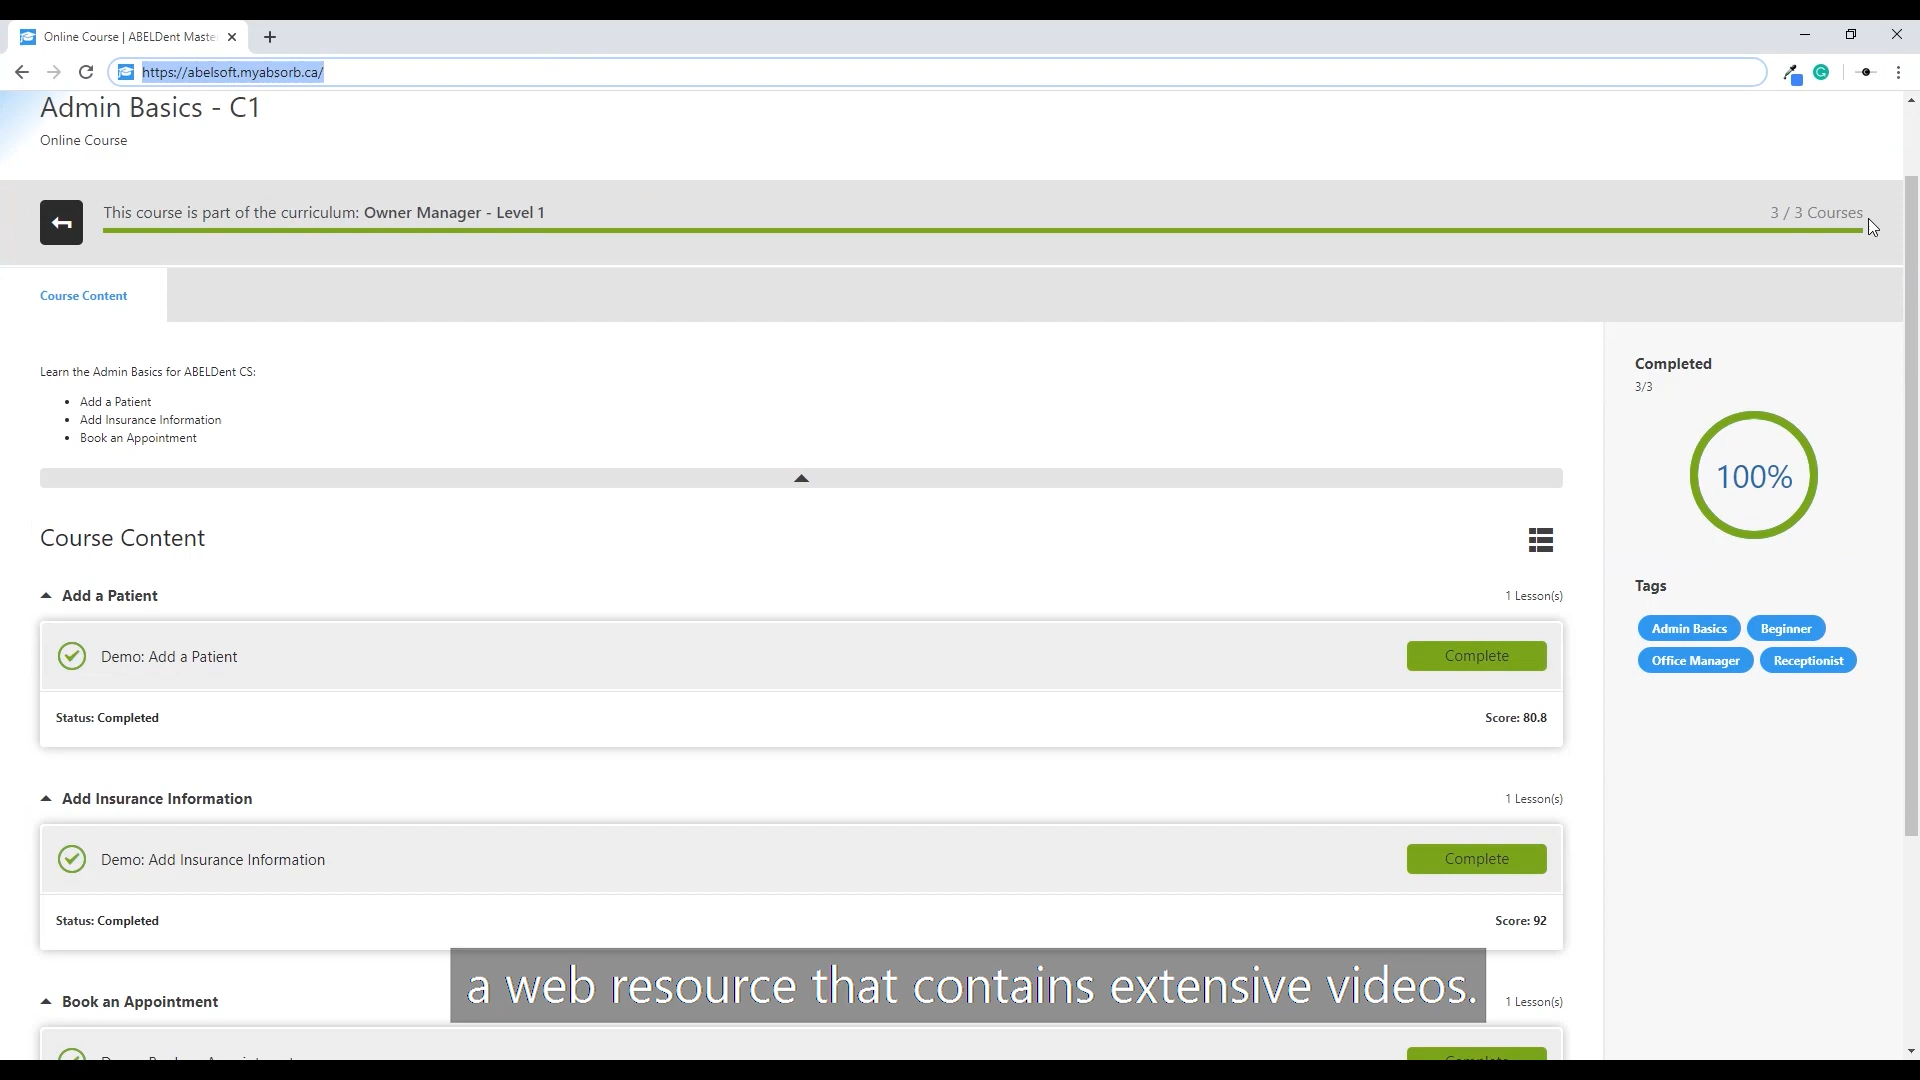 Online Course | ABELDent Maste
https://abelsoft.myabsorb.ca/
Admin Basics - C1
Online Course
This course is part of the curriculum: Owner Manager - Level 1
3 / 3 Courses
Course Content
Learn the Admin Basics for ABELDent CS:
• Add a Patient
• Add Insurance Information
• Book an Appointment
Completed
3/3
100%
Tags
Admin Basics
Beginner
Office Manager
Receptionist
Course Content
Add a Patient
1 Lesson(s)
Demo: Add a Patient
Complete
Status: Completed
Score: 80.8
Add Insurance Information
1 Lesson(s)
Demo: Add Insurance Information
Complete
Status: Completed
Score: 92
Book an Appointment
1 Lesson(s)
a web resource that contains extensive videos.